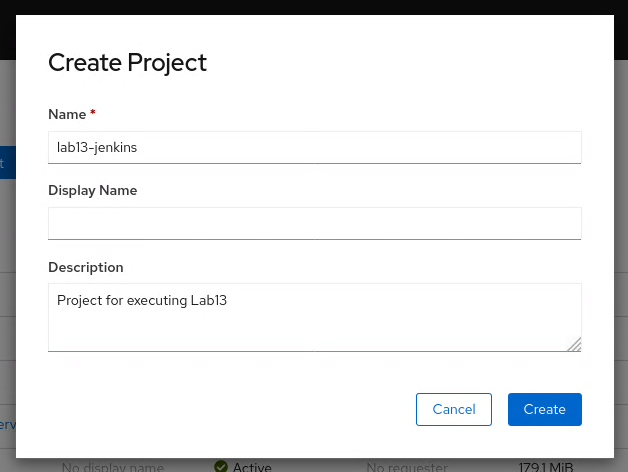 Create Project
Name *
lab13-jenkins
Display Name
Description
Project for executing Lab13
Cancel
Create
No display name
Active
No requester
179.1 MiB